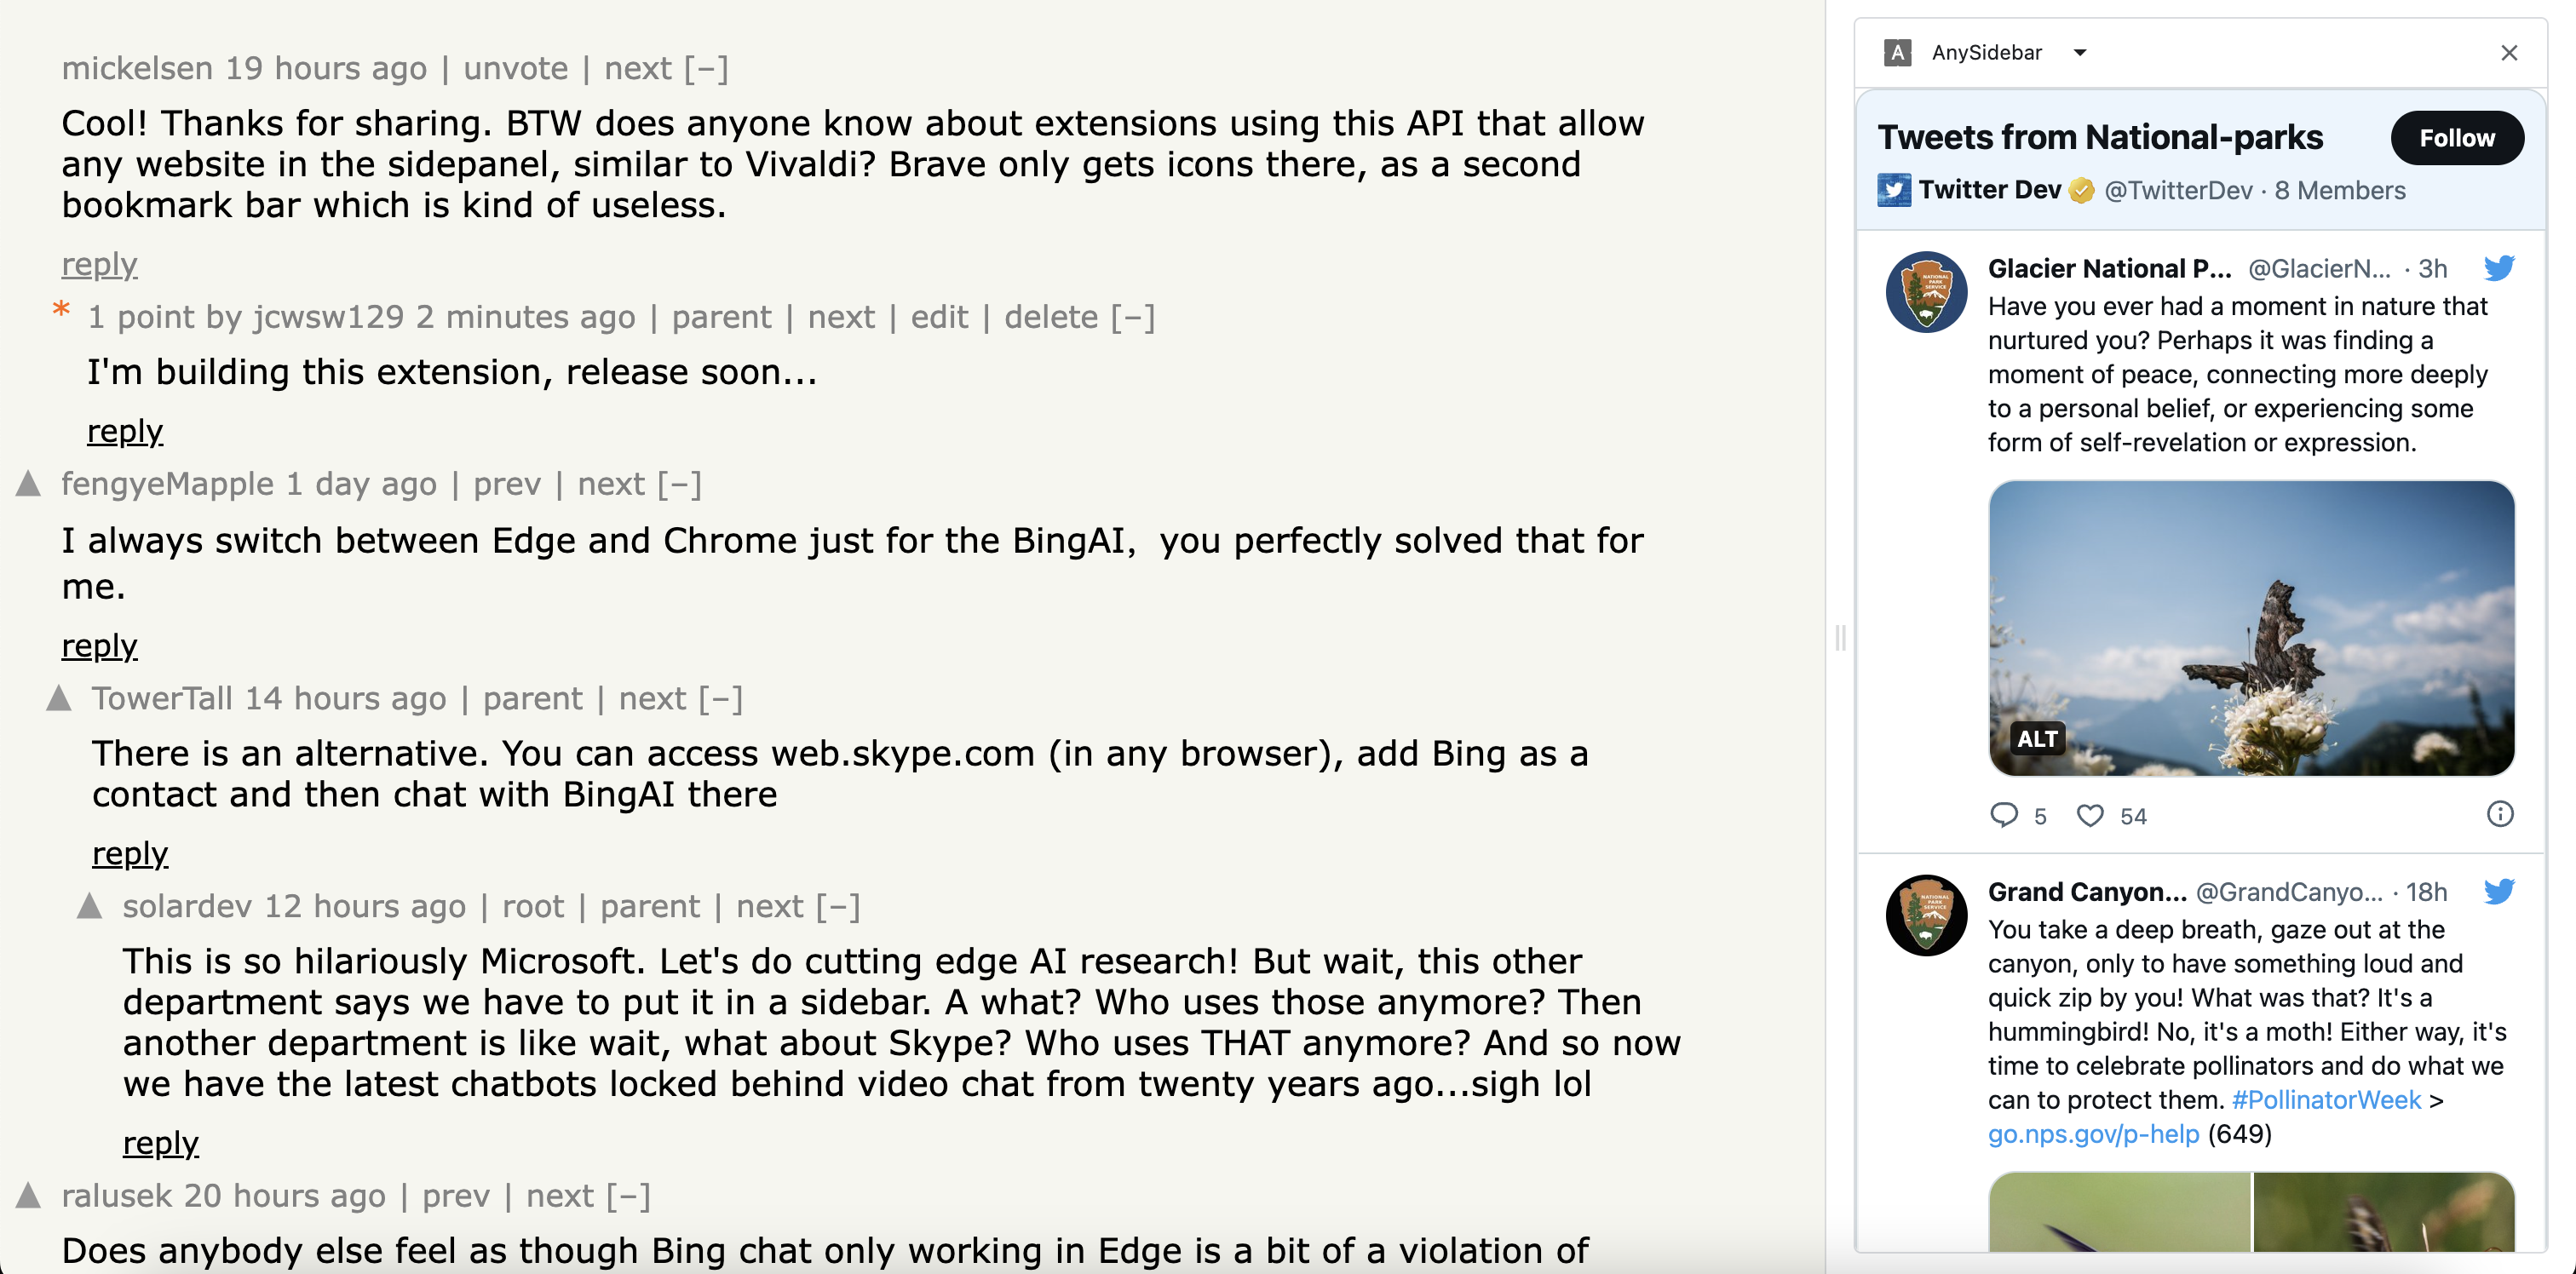 mickelsen 19 hours ago | unvote | next [–]
Cool! Thanks for sharing. BTW does anyone know about extensions using this API that allow
any website in the sidepanel, similar to Vivaldi? Brave only gets icons there, as a second
bookmark bar which is kind of useless.
reply
* 1 point by jcwsw129 2 minutes ago | parent | next | edit | delete [–]
I'm building this extension, release soon...
reply
fengyeMapple 1 day ago | prev | next [–]
I always switch between Edge and Chrome just for the BingAI，you perfectly solved that for
me.
reply
TowerTall 14 hours ago | parent | next [–]
There is an alternative. You can access web.skype.com (in any browser), add Bing as a
contact and then chat with BingAI there
reply
solardev 12 hours ago | root | parent | next [–]
This is so hilariously Microsoft. Let's do cutting edge AI research! But wait, this other
department says we have to put it in a sidebar. A what? Who uses those anymore? Then
another department is like wait, what about Skype? Who uses THAT anymore? And so now
we have the latest chatbots locked behind video chat from twenty years ago...sigh lol
reply
ralusek 20 hours ago | prev | next [–]
Does anybody else feel as though Bing chat only working in Edge is a bit of a violation of
A AnySidebar
Tweets from National-parks
Follow
Twitter Dev @TwitterDev · 8 Members
Glacier National P... @GlacierN... · 3h
Have you ever had a moment in nature that
nurtured you? Perhaps it was finding a
moment of peace, connecting more deeply
to a personal belief, or experiencing some
form of self-revelation or expression.
ALT
5 54
Grand Canyon... @GrandCanyo... · 18h
You take a deep breath, gaze out at the
canyon, only to have something loud and
quick zip by you! What was that? It's a
hummingbird! No, it's a moth! Either way, it's
time to celebrate pollinators and do what we
can to protect them. #PollinatorWeek >
go.nps.gov/p-help (649)